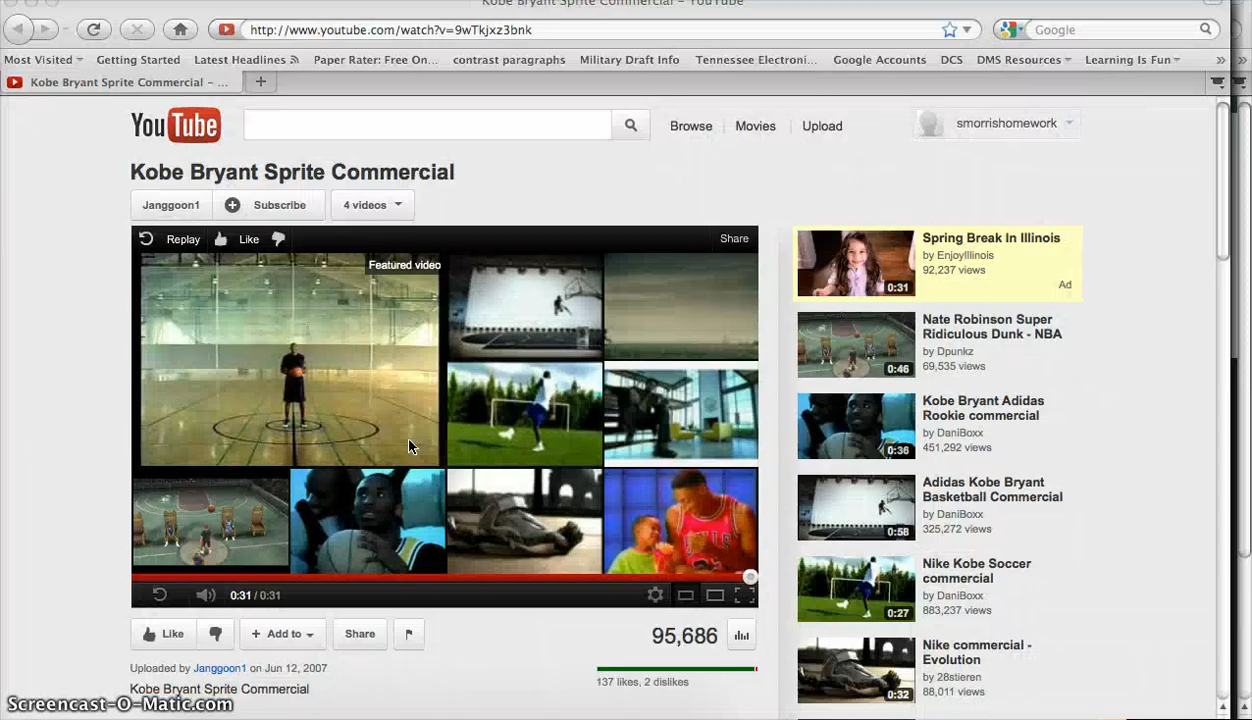 Kobe Bryant Sprite Commercial - YouTube
http://www.youtube.com/watch?v=9wTkjxz3bnk
Google
Most Visited Getting Started Latest Headlines Paper Rater: Free On... contrast paragraphs Military Draft Info Tennessee Electroni... Google Accounts DCS DMS Resources Learning Is Fun »
Kobe Bryant Sprite Commercial – ...
YouTube
Browse Movies Upload
smorrishomework
Kobe Bryant Sprite Commercial
Janggoon1 Subscribe 4 videos
Replay Like
Share
Featured video
0:31 / 0:31
Like
Add to
Share
95,686
Uploaded by Janggoon1 on Jun 12, 2007
137 likes, 2 dislikes
Kobe Bryant Sprite Commercial
Spring Break In Illinois
by EnjoyIllinois
92,237 views
Ad
0:31
Nate Robinson Super
Ridiculous Dunk - NBA
by Dpunkz
69,535 views
0:46
Kobe Bryant Adidas
Rookie commercial
by DaniBoxx
451,292 views
0:36
Adidas Kobe Bryant
Basketball Commercial
by DaniBoxx
325,272 views
0:58
Nike Kobe Soccer
commercial
by DaniBoxx
883,237 views
0:27
Nike commercial -
Evolution
by 28stieren
88,011 views
0:32
Screencast-O-Matic.com